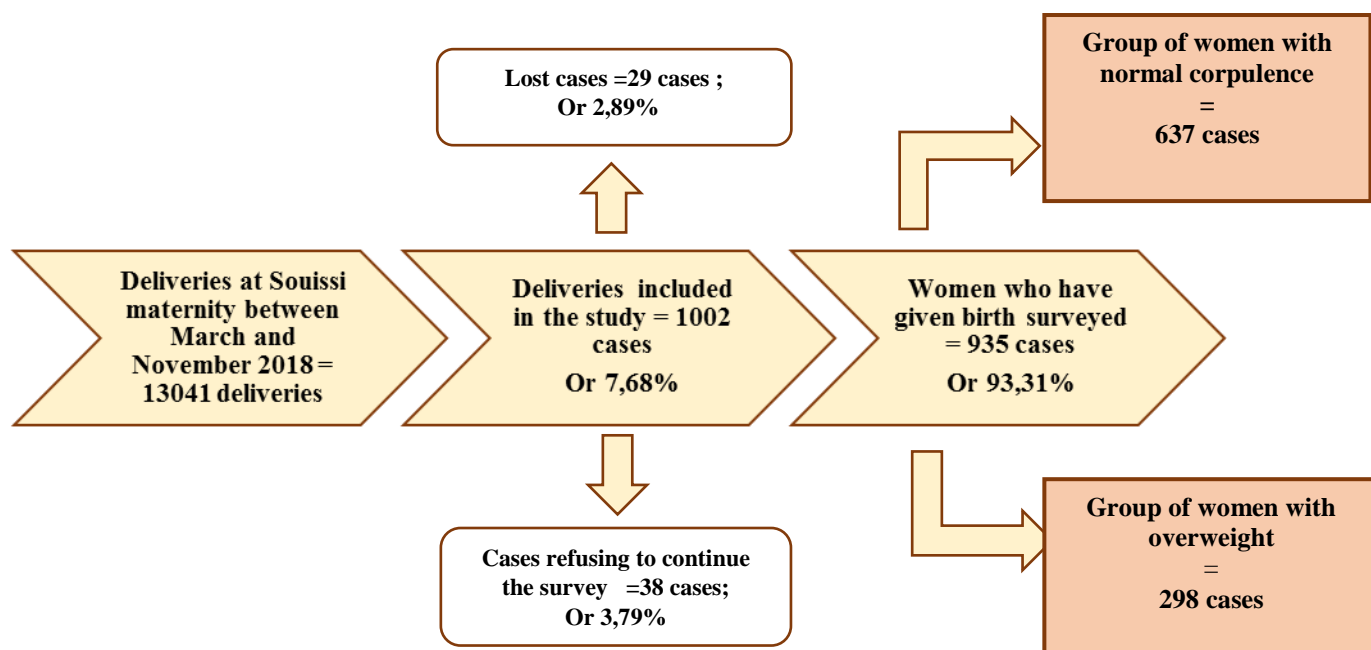 Lost cases =29 cases ;
Or 2,89%
Group of women with
normal corpulence
=
637 cases
Deliveries at Souissi
maternity between
March and
November 2018 =
13041 deliveries
Deliveries included
in the study = 1002
cases
Or 7,68%
Women who have
given birth surveyed
= 935 cases
Or 93,31%
Cases refusing to continue
the survey =38 cases;
Or 3,79%
Group of women with
overweight
=
298 cases